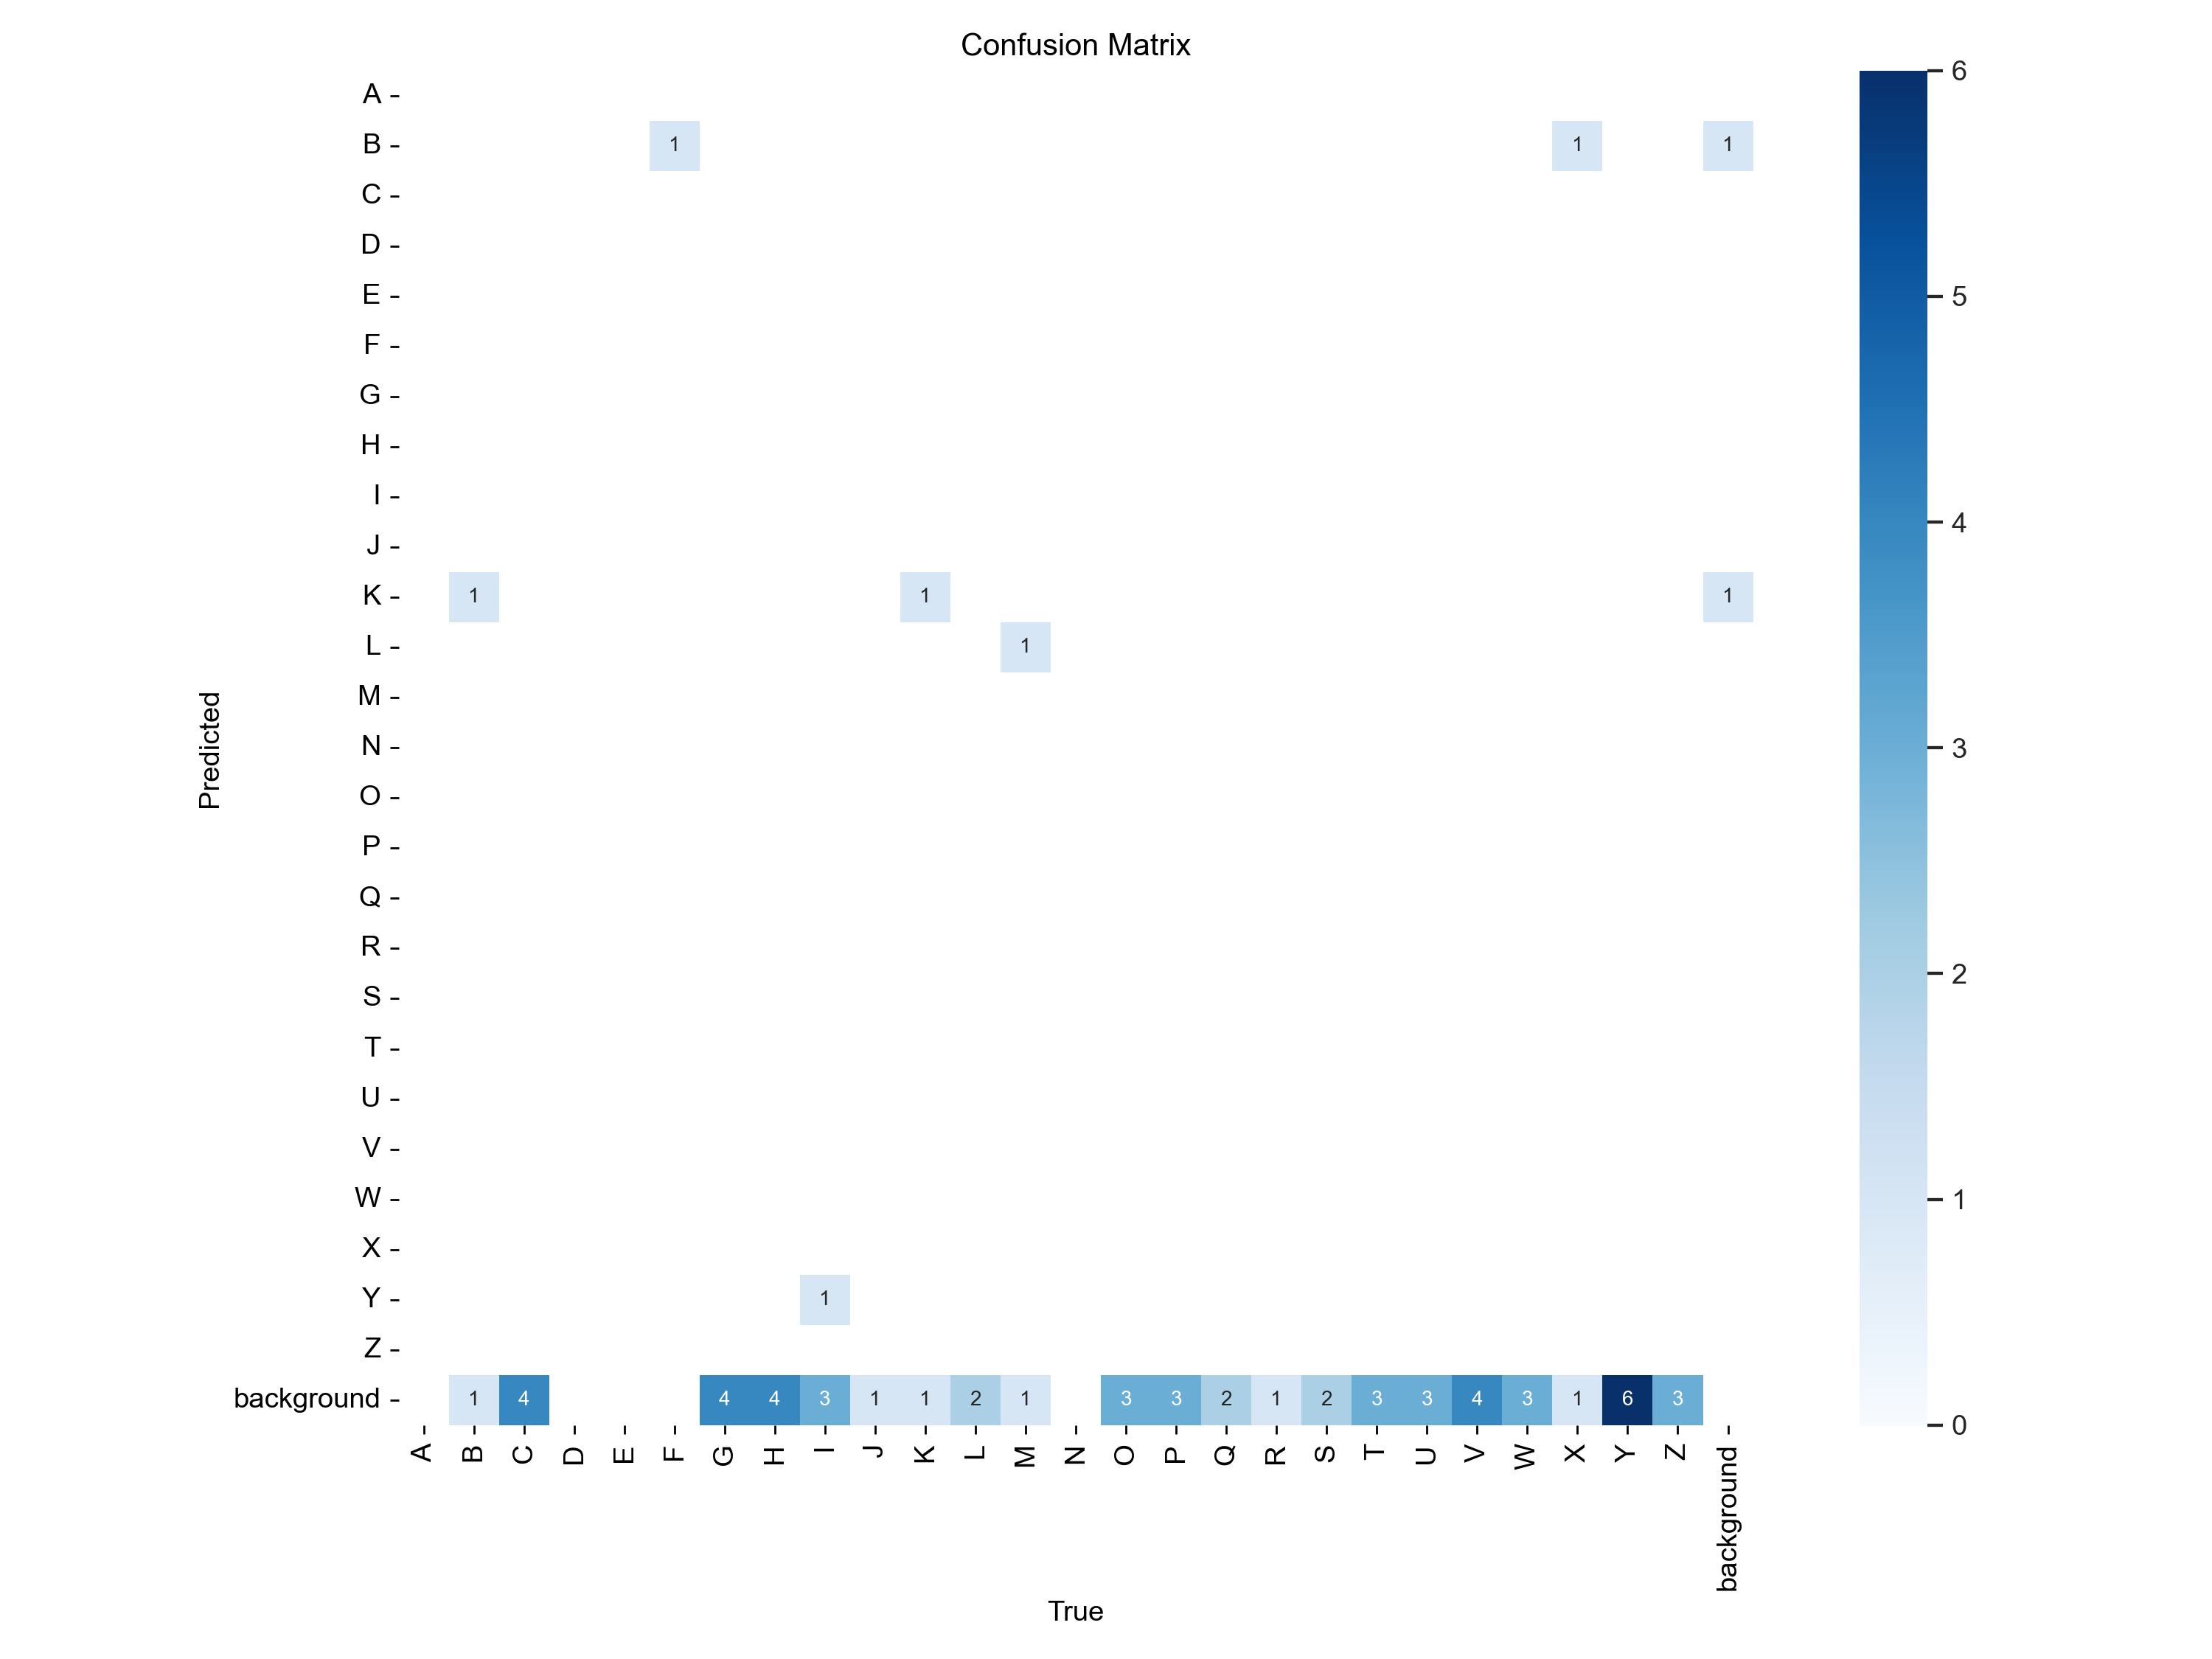 Confusion Matrix
A
B 1 1 1
C
D
E
F
G
H
I
J
K 1 1 1
L 1
M
N
O
P
Q
R
S
T
U
V
W
X
Y 1
Z
background 1 4 4 4 3 1 1 2 1 3 3 2 1 2 3 3 4 3 1 6 3
A B C D E F G H I J K L M N O P Q R S T U V W X Y Z background
True
Predicted
6
5
4
3
2
1
0